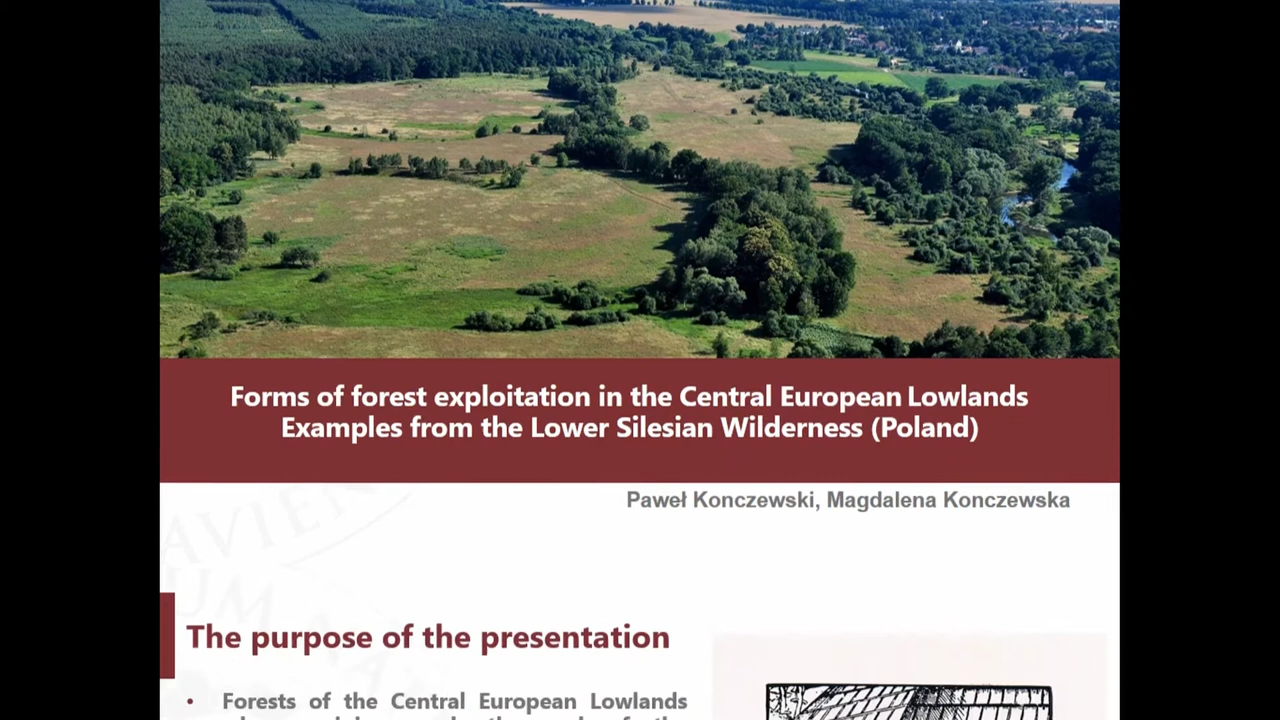 Forms of forest exploitation in the Central European Lowlands
Examples from the Lower Silesian Wilderness (Poland)
Paweł Konczewski, Magdalena Konczewska
The purpose of the presentation
• Forests of the Central European Lowlands